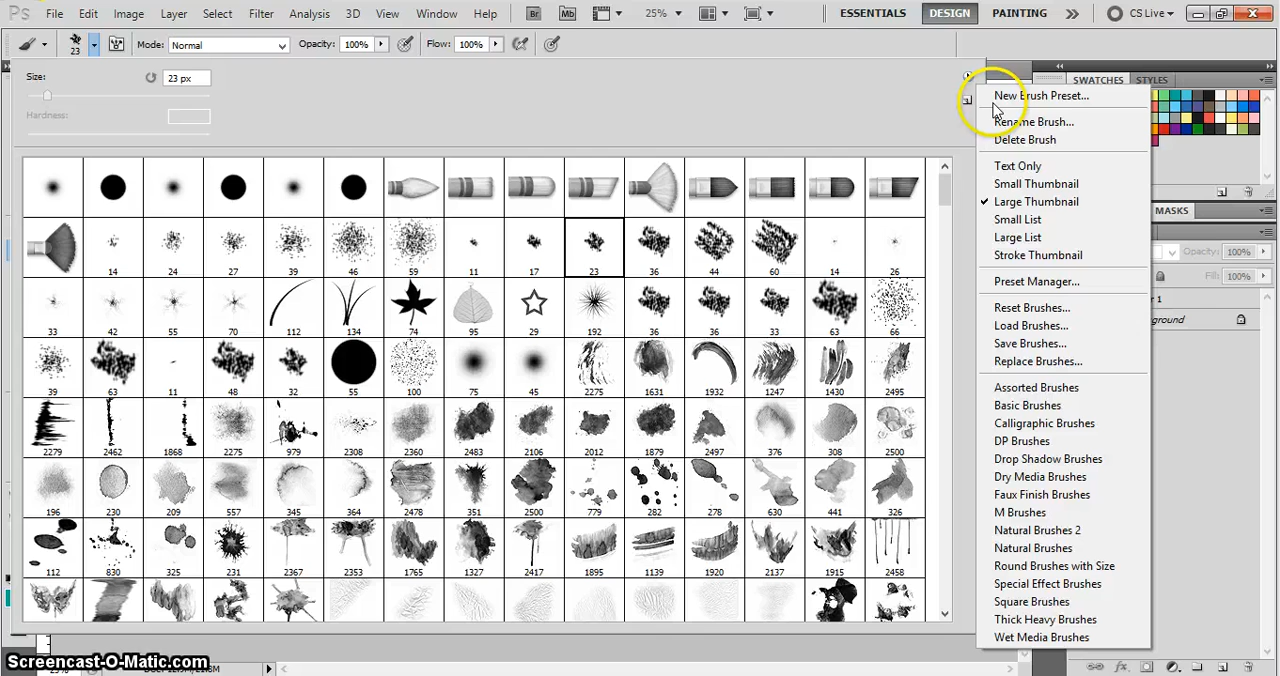 Ps File Edit Image Layer Select Filter Analysis 3D View Window Help Br Mb 25% ESSENTIALS DESIGN PAINTING CS Live
23 Mode: Normal Opacity: 100% Flow: 100%
Size: 23 px
Hardness:
SWATCHES STYLES
MASKS
Opacity: 100%
Fill: 100%
r 1
ground
New Brush Preset...
Rename Brush...
Delete Brush
Text Only
Small Thumbnail
Large Thumbnail
Small List
Large List
Stroke Thumbnail
Preset Manager...
Reset Brushes...
Load Brushes...
Save Brushes...
Replace Brushes...
Assorted Brushes
Basic Brushes
Calligraphic Brushes
DP Brushes
Drop Shadow Brushes
Dry Media Brushes
Faux Finish Brushes
M Brushes
Natural Brushes 2
Natural Brushes
Round Brushes with Size
Special Effect Brushes
Square Brushes
Thick Heavy Brushes
Wet Media Brushes
14 24 27 39 46 59 11 17 23 36 44 60 14 26
33 42 55 70 112 134 74 95 29 192 36 36 33 63 66
39 63 11 48 32 55 100 75 45 2275 1631 1932 1247 1430 2495
2279 2462 1868 2275 979 2308 2360 2483 2106 2012 1879 2497 376 308 2500
196 230 209 557 345 364 2478 351 2500 779 282 278 630 441 326
112 830 325 231 2367 2353 1765 1327 2417 1895 1139 1920 2137 1915 2458
Screencast-O-Matic.com